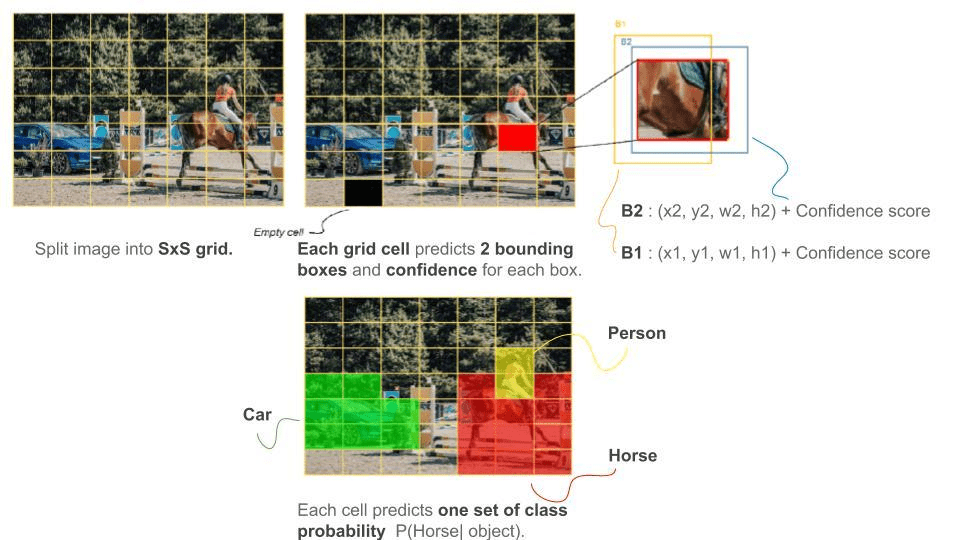 B1
B2
Empty cell
B2 : (x2, y2, w2, h2) + Confidence score
Split image into SxS grid.
Each grid cell predicts 2 bounding
boxes and confidence for each box.
B1 : (x1, y1, w1, h1) + Confidence score
Person
Car
Horse
Each cell predicts one set of class
probability P(Horse| object).